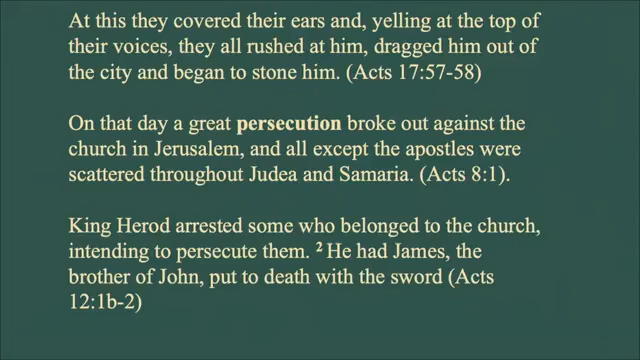 At this they covered their ears and, yelling at the top of
their voices, they all rushed at him, dragged him out of
the city and began to stone him. (Acts 17:57-58)
On that day a great persecution broke out against the
church in Jerusalem, and all except the apostles were
scattered throughout Judea and Samaria. (Acts 8:1).
King Herod arrested some who belonged to the church,
intending to persecute them. ² He had James, the
brother of John, put to death with the sword (Acts
12:1b-2)